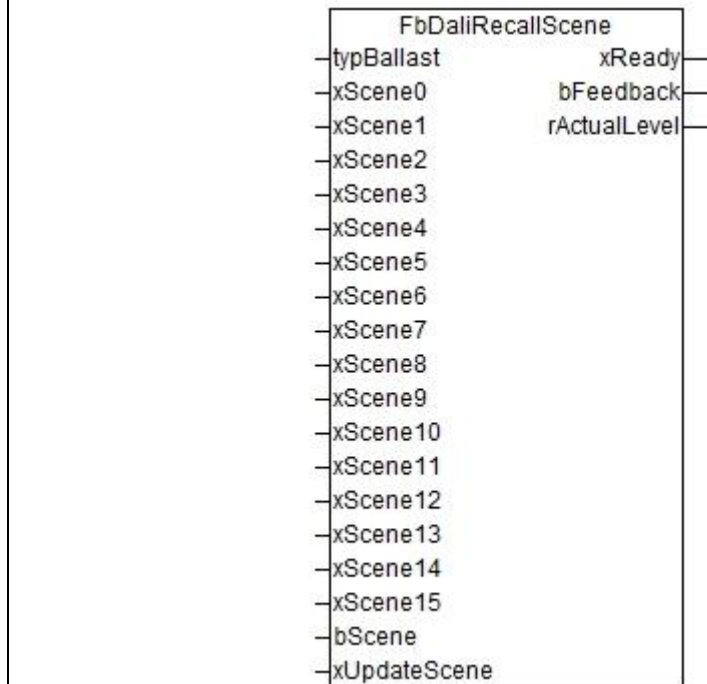 FbDaliRecallScene
typBallast xReady
xScene0 bFeedback
xScene1 rActualLevel
xScene2
xScene3
xScene4
xScene5
xScene6
xScene7
xScene8
xScene9
xScene10
xScene11
xScene12
xScene13
xScene14
xScene15
bScene
xUpdateScene